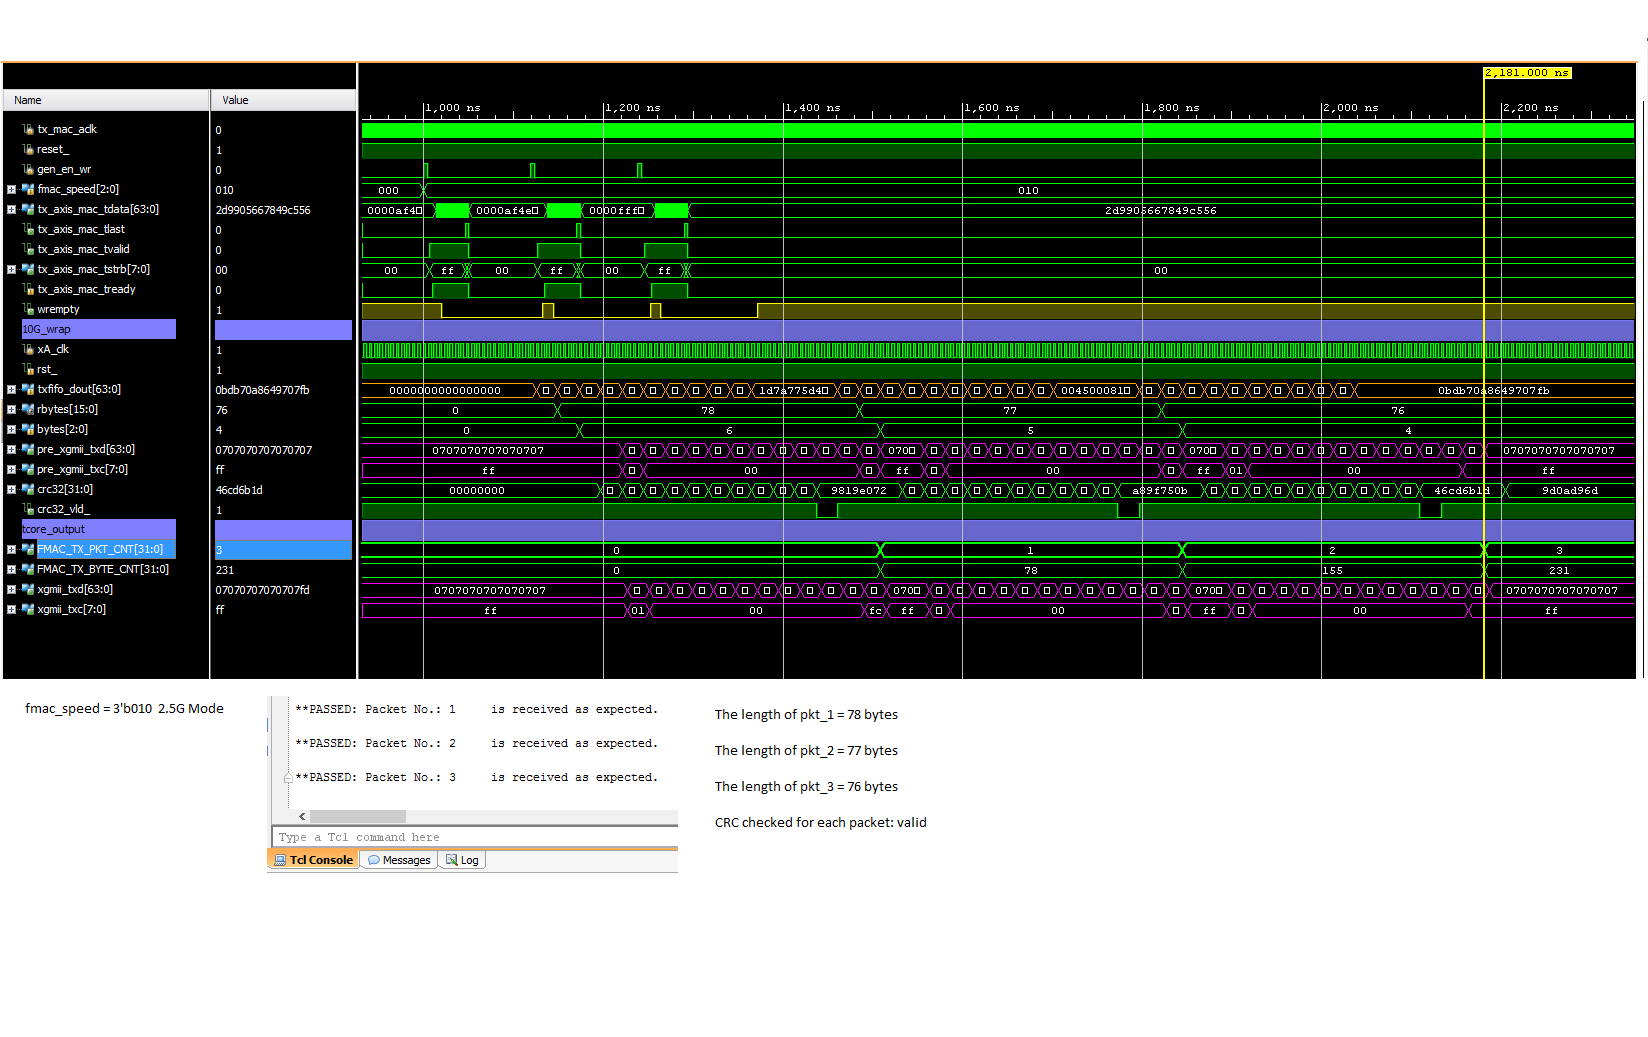 2,181.000 ns
Name Value 1,000 ns 1,200 ns 1,400 ns 1,600 ns 1,800 ns 2,000 ns 2,200 ns
tx_mac_aclk 0
reset_ 1
gen_en_wr 0
fmac_speed[2:0] 010 000 010
tx_axis_mac_tdata[63:0] 2d9905667849c556 0000af4 0000af4e 0000fff 2d9905667849c556
tx_axis_mac_tlast 0
tx_axis_mac_tvalid 0
tx_axis_mac_tstrb[7:0] 00 00 ff 00 ff 00 ff 00
tx_axis_mac_tready 0
wrempty 1
10G_wrap
xA_clk 1
rst_ 1
txfifo_dout[63:0] 0bdb70a8649707fb 0000000000000000 1d7a775d4 004500081 0bdb70a8649707fb
rbytes[15:0] 76 0 78 77 76
bytes[2:0] 4 0 6 5 4
pre_xgmii_txd[63:0] 0707070707070707 0707070707070707 0700 0700 0707070707070707
pre_xgmii_txc[7:0] ff ff 00 ff 00 ff 01 00 ff
crc32[31:0] 46cd6b1d 00000000 9819e072 a89f750b 46cd6b1d 9d0ad96d
crc32_vld_ 1
tcore_output
FMAC_TX_PKT_CNT[31:0] 3 0 1 2 3
FMAC_TX_BYTE_CNT[31:0] 231 0 78 155 231
xgmii_txd[63:0] 07070707070707fd 0707070707070707 0700 0700 0707070707070707
xgmii_txc[7:0] ff ff 01 00 fc ff 00 ff 00 ff
fmac_speed = 3'b010 2.5G Mode
**PASSED: Packet No.: 1 is received as expected.
**PASSED: Packet No.: 2 is received as expected.
**PASSED: Packet No.: 3 is received as expected.
Type a Tcl command here
Tcl Console Messages Log
The length of pkt_1 = 78 bytes
The length of pkt_2 = 77 bytes
The length of pkt_3 = 76 bytes
CRC checked for each packet: valid